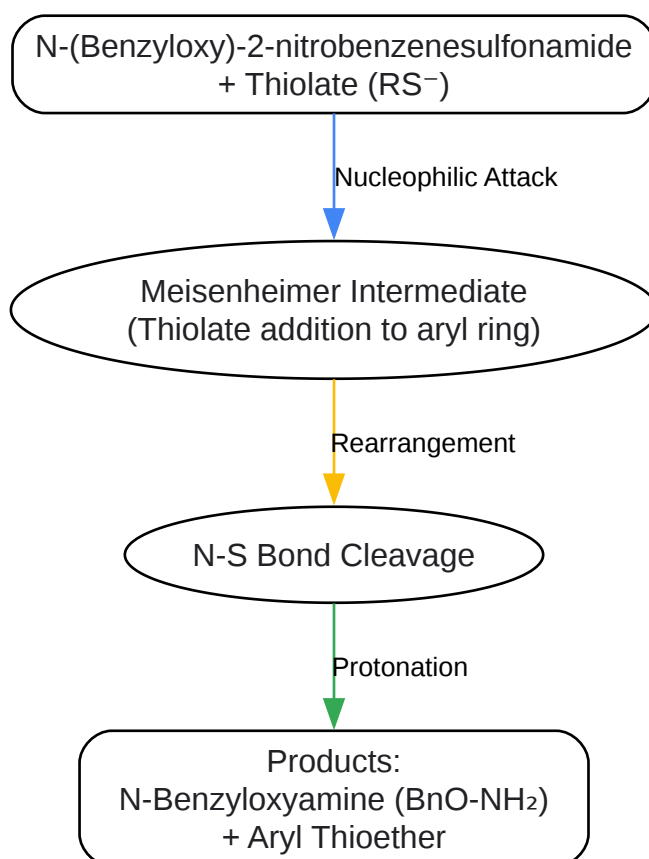 N-(Benzyloxy)-2-nitrobenzenesulfonamide
+ Thiolate (RS⁻)
Nucleophilic Attack
Meisenheimer Intermediate
(Thiolate addition to aryl ring)
Rearrangement
N-S Bond Cleavage
Protonation
Products:
N-Benzyloxyamine (BnO-NH₂)
+ Aryl Thioether